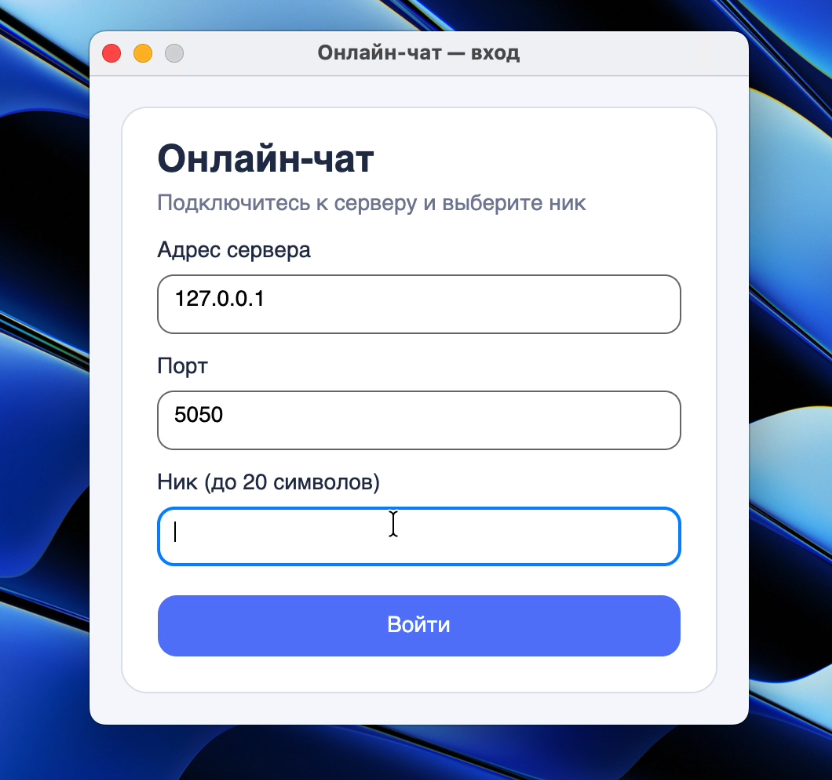 Онлайн-чат — вход
Онлайн-чат
Подключитесь к серверу и выберите ник
Адрес сервера
127.0.0.1
Порт
5050
Ник (до 20 символов)
Войти